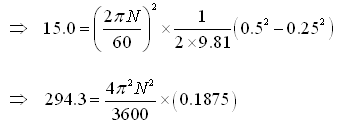 ⇒ 15.0 = (2πN/60)² × 1/(2×9.81) (0.5² − 0.25²)
⇒ 294.3 = 4π²N²/3600 × (0.1875)